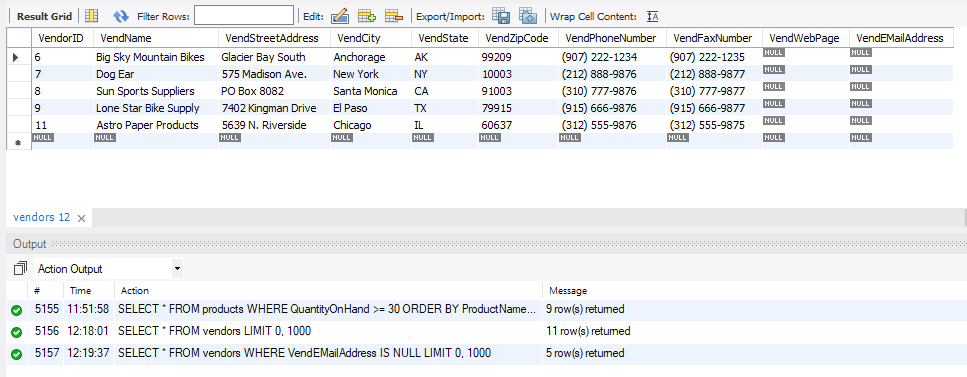 Result Grid Filter Rows: Edit: Export/Import: Wrap Cell Content: IA
VendorID VendName VendStreetAddress VendCity VendState VendZipCode VendPhoneNumber VendFaxNumber VendWebPage VendEMailAddress
6 Big Sky Mountain Bikes Glacier Bay South Anchorage AK 99209 (907) 222-1234 (907) 222-1235 NULL NULL
7 Dog Ear 575 Madison Ave. New York NY 10003 (212) 888-9876 (212) 888-9877 NULL NULL
8 Sun Sports Suppliers PO Box 8082 Santa Monica CA 91003 (310) 777-9876 (310) 777-9877 NULL NULL
9 Lone Star Bike Supply 7402 Kingman Drive El Paso TX 79915 (915) 666-9876 (915) 666-9877 NULL NULL
11 Astro Paper Products 5639 N. Riverside Chicago IL 60637 (312) 555-9876 (312) 555-9875 NULL NULL
NULL NULL NULL NULL NULL NULL NULL NULL NULL NULL
vendors 12
Output
Action Output
# Time Action Message
5155 11:51:58 SELECT * FROM products WHERE QuantityOnHand >= 30 ORDER BY ProductName... 9 row(s) returned
5156 12:18:01 SELECT * FROM vendors LIMIT 0, 1000 11 row(s) returned
5157 12:19:37 SELECT * FROM vendors WHERE VendEMailAddress IS NULL LIMIT 0, 1000 5 row(s) returned